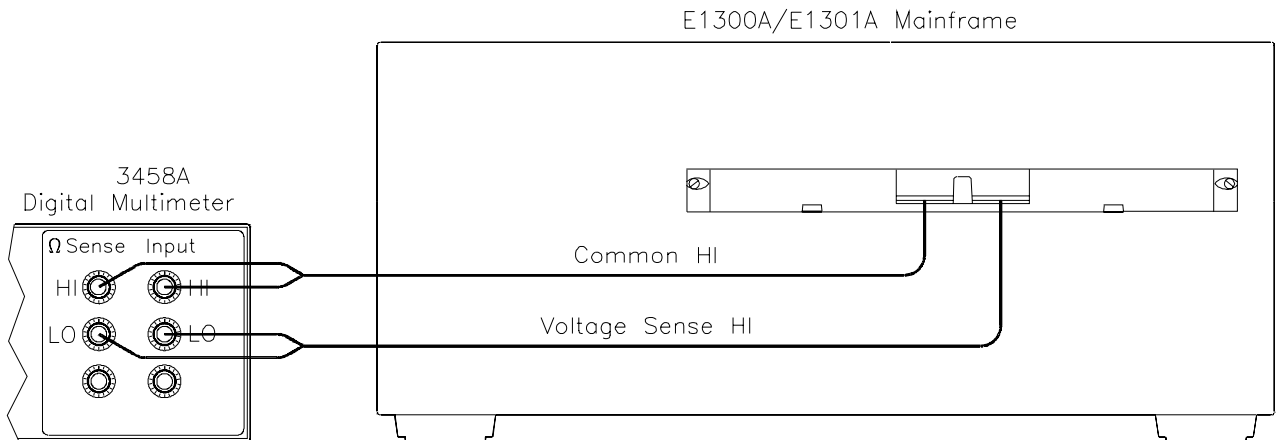 E1300A/E1301A Mainframe
3458A
Digital Multimeter
Ω Sense Input
HI HI
LO LO
Common HI
Voltage Sense HI